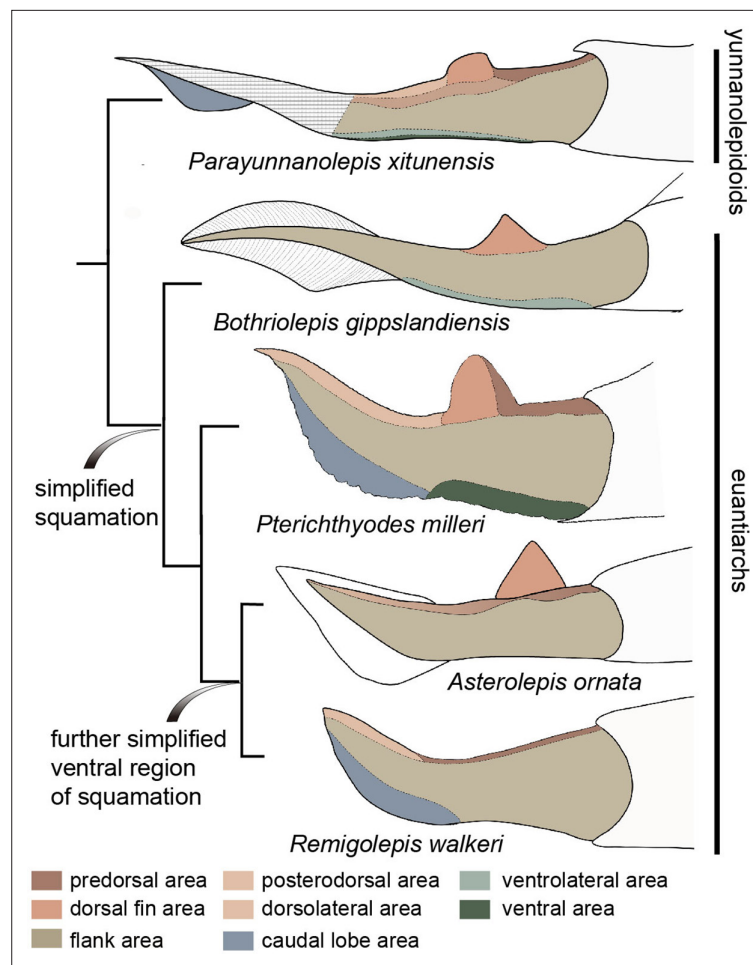 yunnanolepidoids
Parayunnanolepis xitunensis
Bothriolepis gippslandiensis
simplified
squamation
Pterichthyodes milleri
euantiarchs
Asterolepis ornata
further simplified
ventral region
of squamation
Remigolepis walkeri
predorsal area posterodorsal area ventrolateral area
dorsal fin area dorsolateral area ventral area
flank area caudal lobe area